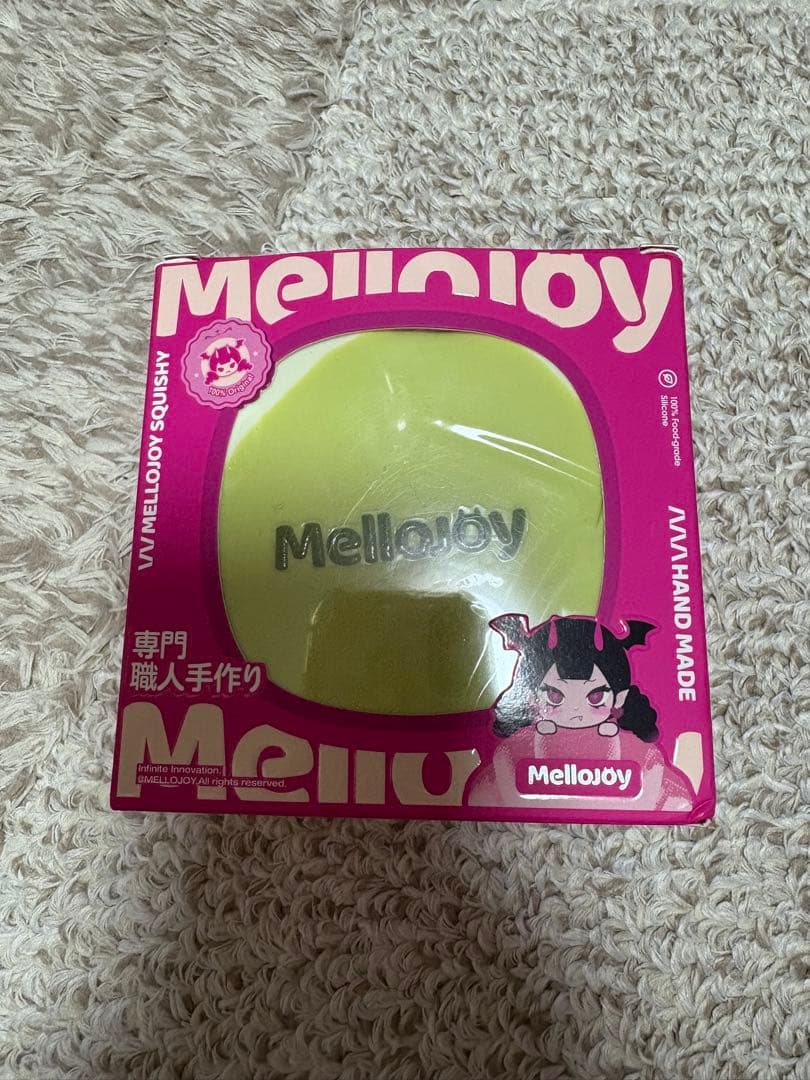 Mellojoy
100% Original
MELLOJOY SQUISHY
100% Food-grade
Silicone
Mellojoy
HAND MADE
専門
職人手作り
Mello
Infinite Innovation.
@MELLOJOY.All rights reserved.
Mellojoy